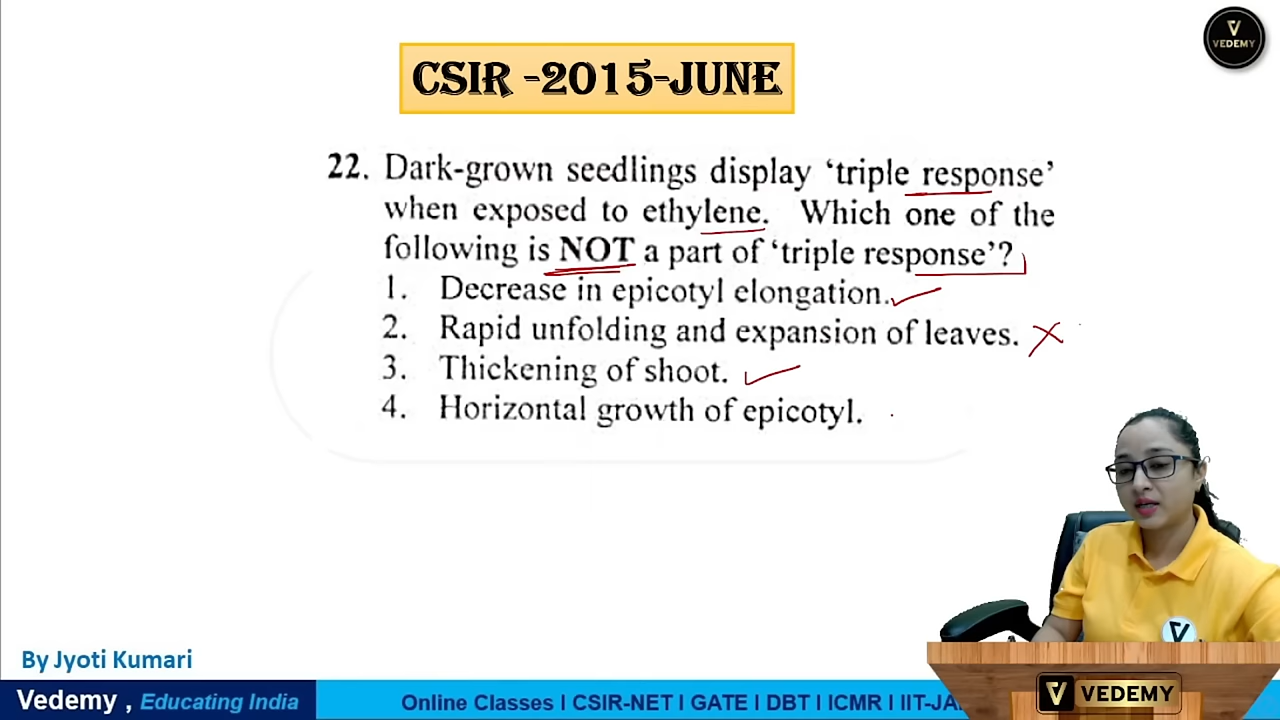 VEDEMY
CSIR -2015-JUNE
22. Dark-grown seedlings display ‘triple response’
when exposed to ethylene. Which one of the
following is NOT a part of ‘triple response’?
1. Decrease in epicotyl elongation.
2. Rapid unfolding and expansion of leaves.
3. Thickening of shoot.
4. Horizontal growth of epicotyl.
By Jyoti Kumari
Vedemy , Educating India
Online Classes I CSIR-NET I GATE I DBT I ICMR I IIT-JA
VEDEMY